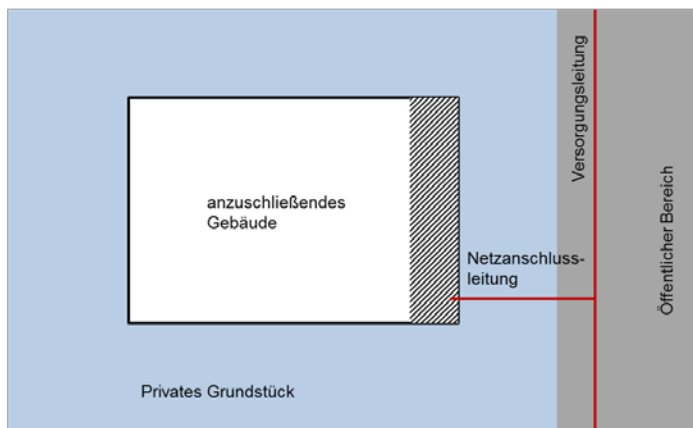 anzuschließendes
Gebäude
Netzanschluss-
leitung
Versorgungsleitung
Öffentlicher Bereich
Privates Grundstück